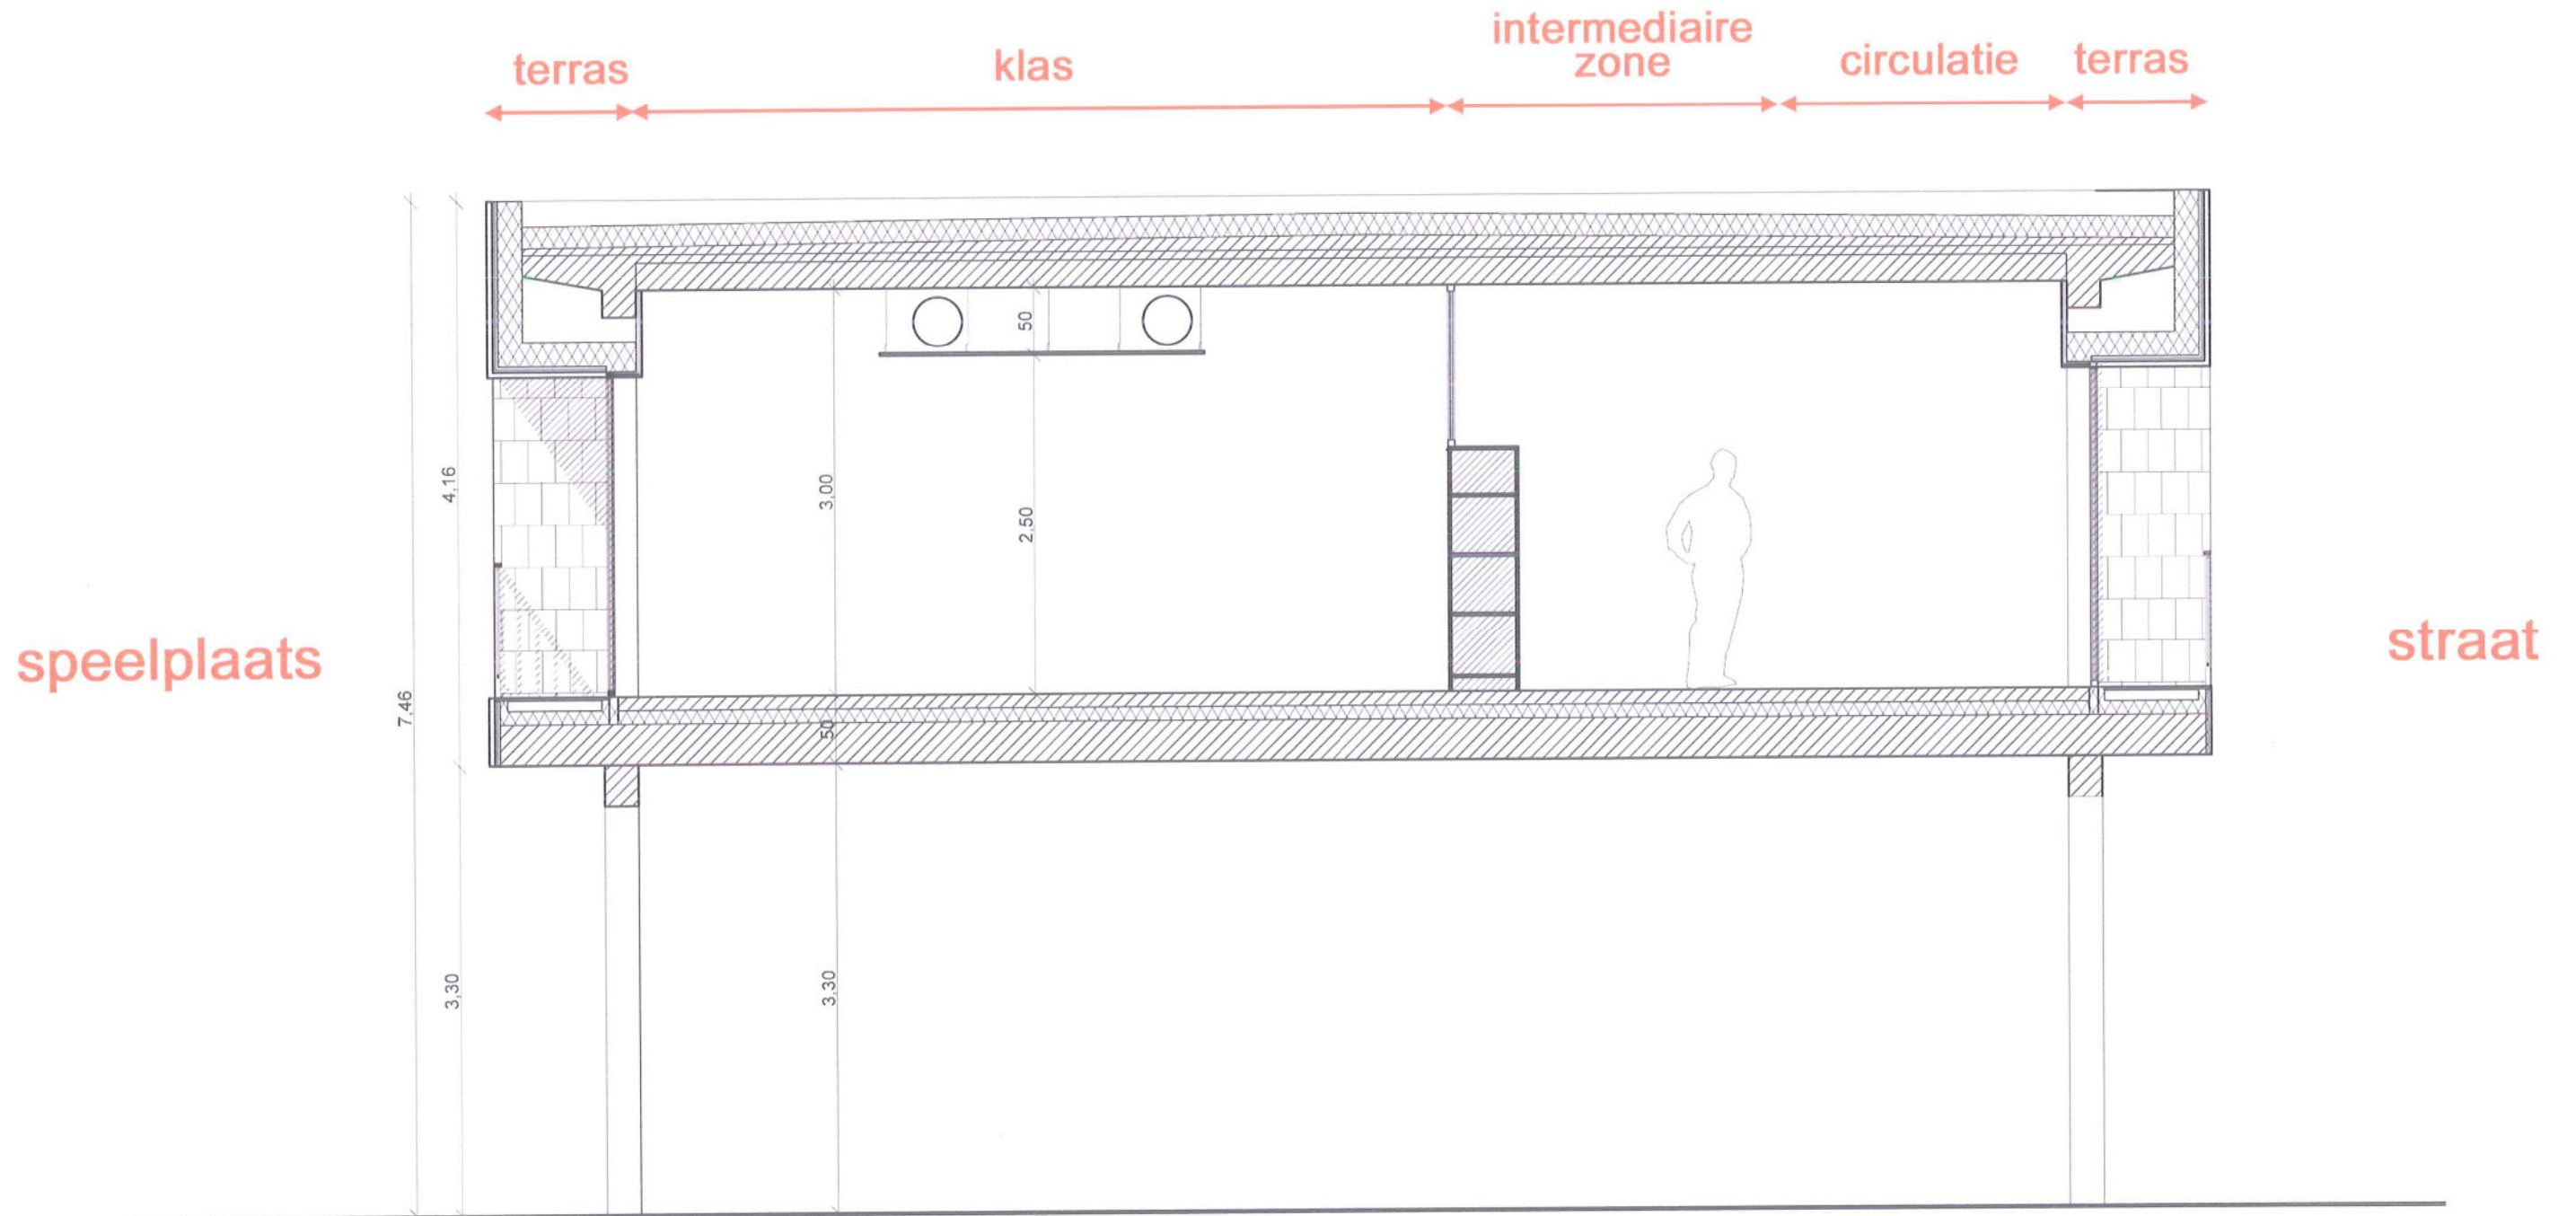 terras
klas
intermediaire
zone
circulatie
terras
50
4,16
3,00
2,50
speelplaats
straat
7,46
50
3,30
3,30